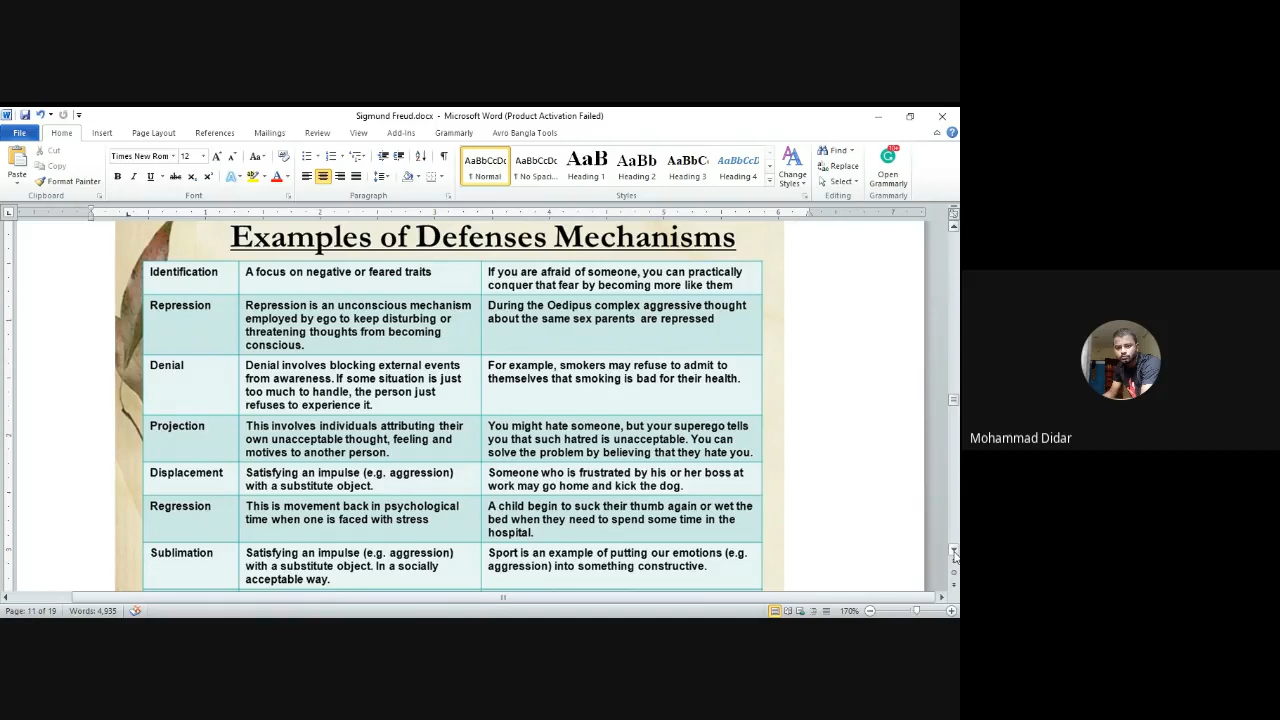 Sigmund Freud.docx - Microsoft Word (Product Activation Failed)
File Home Insert Page Layout References Mailings Review View Add-Ins Grammarly Avro Bangla Tools
Paste
Cut
Copy
Format Painter
Clipboard
Times New Rom 12
Font
Paragraph
AaBbCcDc AaBbCcDc AaB AaBb AaBbC AaBbCcI
¶ Normal ¶ No Spaci... Heading 1 Heading 2 Heading 3 Heading 4
Styles
Change
Styles
Find
Replace
Select
Editing
Open
Grammarly
Grammarly
1 2 3 4 5 6 7
Examples of Defenses Mechanisms
Identification
A focus on negative or feared traits
If you are afraid of someone, you can practically
conquer that fear by becoming more like them
Repression
Repression is an unconscious mechanism
employed by ego to keep disturbing or
threatening thoughts from becoming
conscious.
During the Oedipus complex aggressive thought
about the same sex parents are repressed
Denial
Denial involves blocking external events
from awareness. If some situation is just
too much to handle, the person just
refuses to experience it.
For example, smokers may refuse to admit to
themselves that smoking is bad for their health.
Projection
This involves individuals attributing their
own unacceptable thought, feeling and
motives to another person.
You might hate someone, but your superego tells
you that such hatred is unacceptable. You can
solve the problem by believing that they hate you.
Displacement
Satisfying an impulse (e.g. aggression)
with a substitute object.
Someone who is frustrated by his or her boss at
work may go home and kick the dog.
Regression
This is movement back in psychological
time when one is faced with stress
A child begin to suck their thumb again or wet the
bed when they need to spend some time in the
hospital.
Sublimation
Satisfying an impulse (e.g. aggression)
with a substitute object. In a socially
acceptable way.
Sport is an example of putting our emotions (e.g.
aggression) into something constructive.
Page: 11 of 19 Words: 4,935 170%
Mohammad Didar